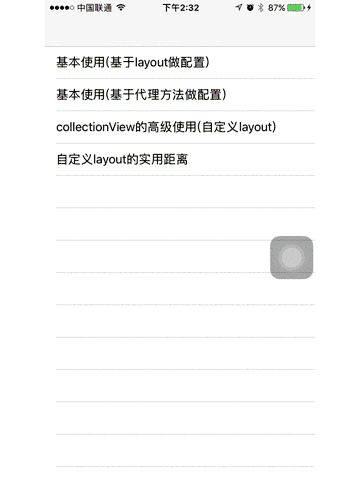 中国联通 下午2:32 87%
基本使用(基于layout做配置)
基本使用(基于代理方法做配置)
collectionView的高级使用(自定义layout)
自定义layout的实用距离